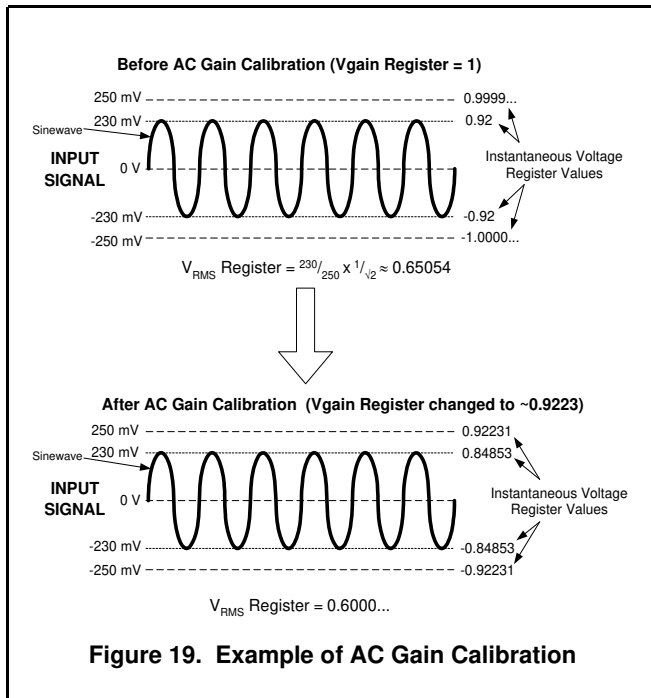 Before AC Gain Calibration (Vgain Register = 1)
250 mV
0.9999...
230 mV
0.92
Sinewave
INPUT
SIGNAL
0 V
Instantaneous Voltage
Register Values
-230 mV
-0.92
-250 mV
-1.0000...
VRMS Register = 230/250 x 1/√2 ≈ 0.65054
After AC Gain Calibration (Vgain Register changed to ~0.9223)
250 mV
0.92231
230 mV
0.84853
Sinewave
INPUT
SIGNAL
0 V
Instantaneous Voltage
Register Values
-230 mV
-0.84853
-250 mV
-0.92231
VRMS Register = 0.6000...
Figure 19. Example of AC Gain Calibration